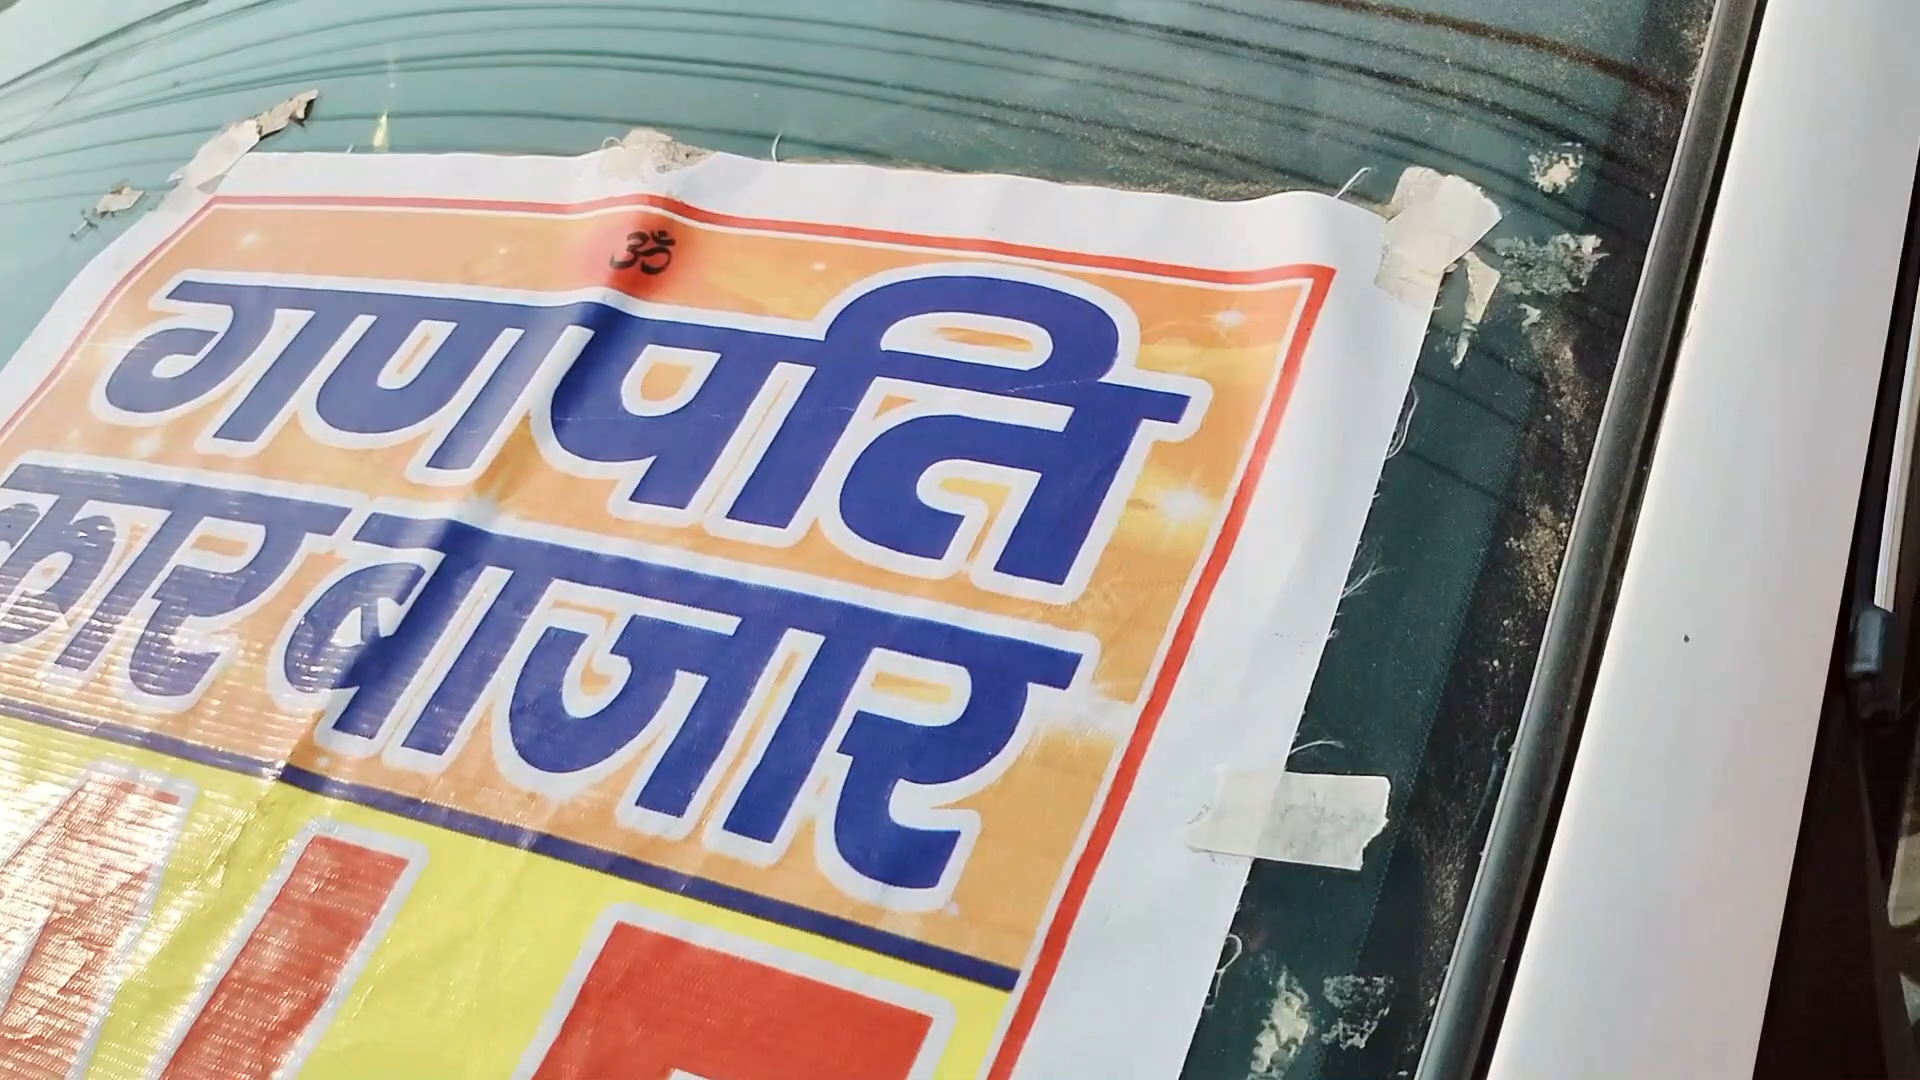 ॐ
गणपति
कार बाजार